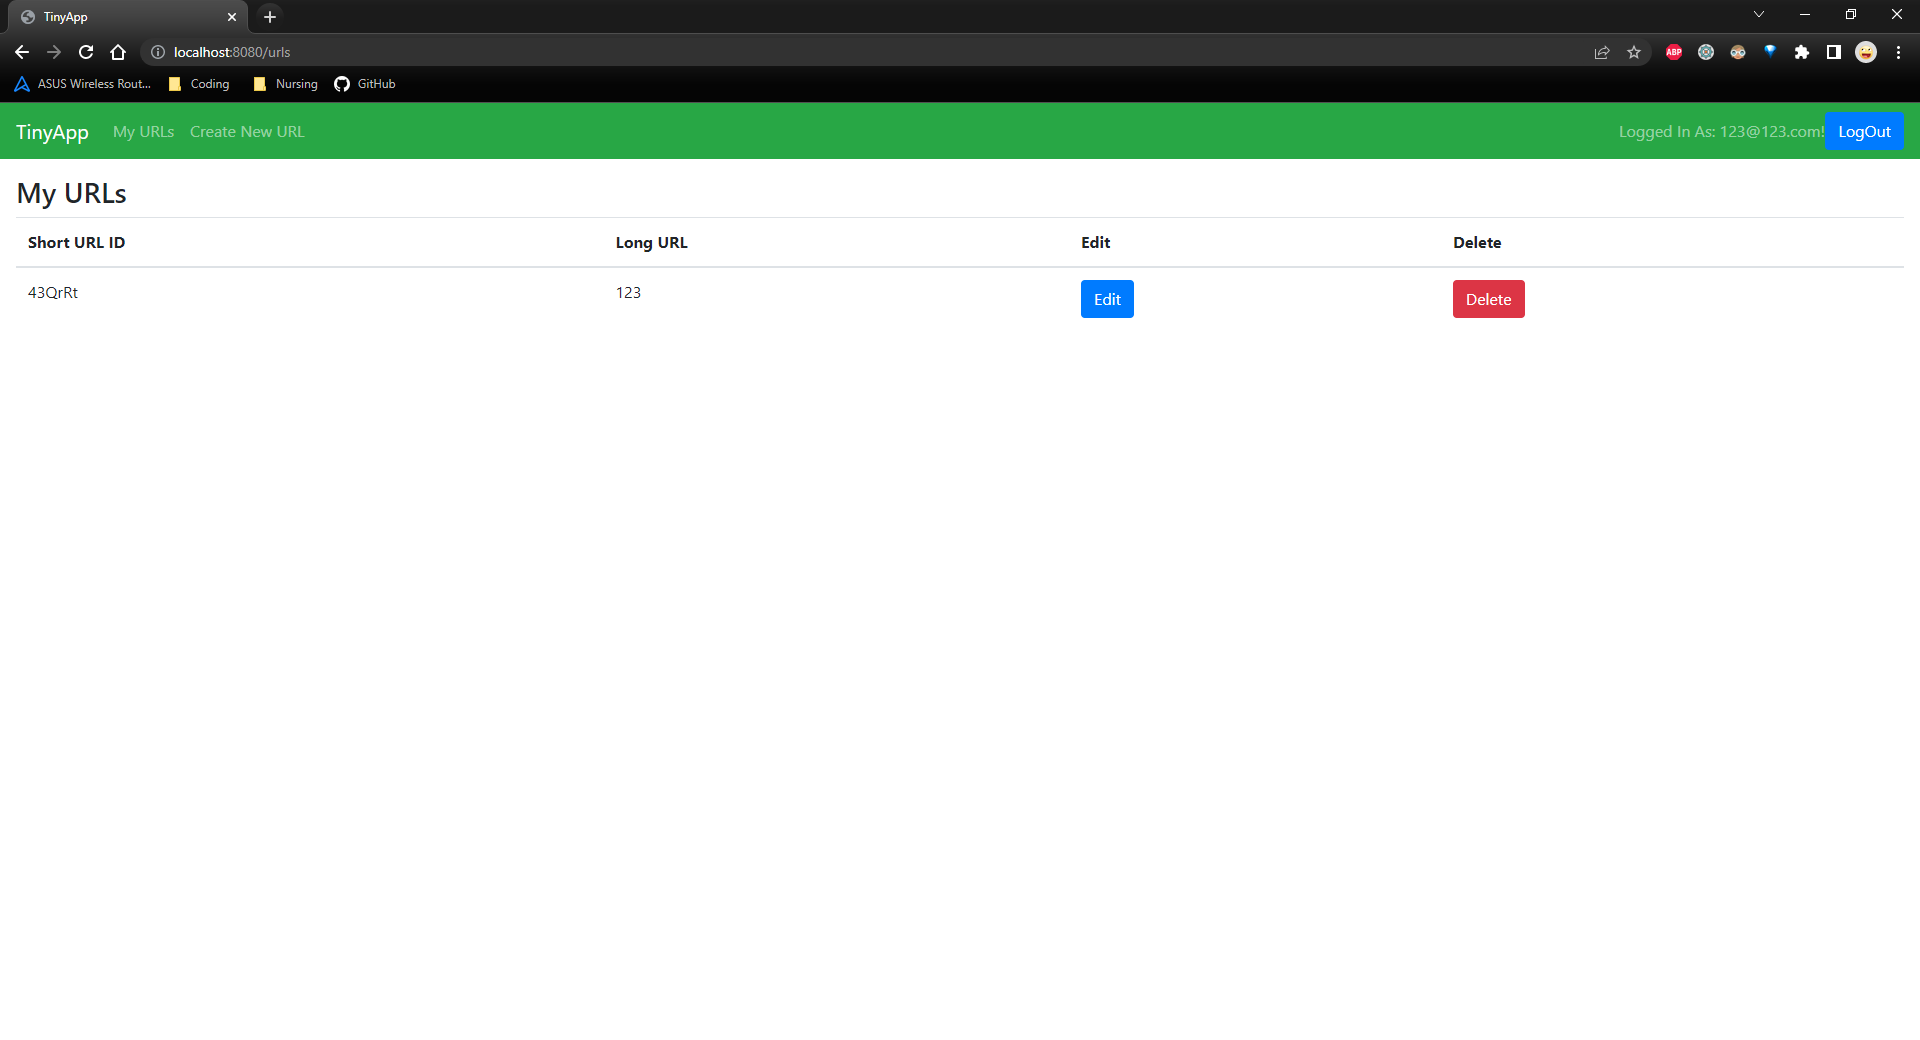 TinyApp
localhost:8080/urls
ABP
ASUS Wireless Rout... Coding Nursing GitHub
TinyApp My URLs Create New URL Logged In As: 123@123.com! LogOut
My URLs
Short URL ID Long URL Edit Delete
43QrRt 123 Edit Delete